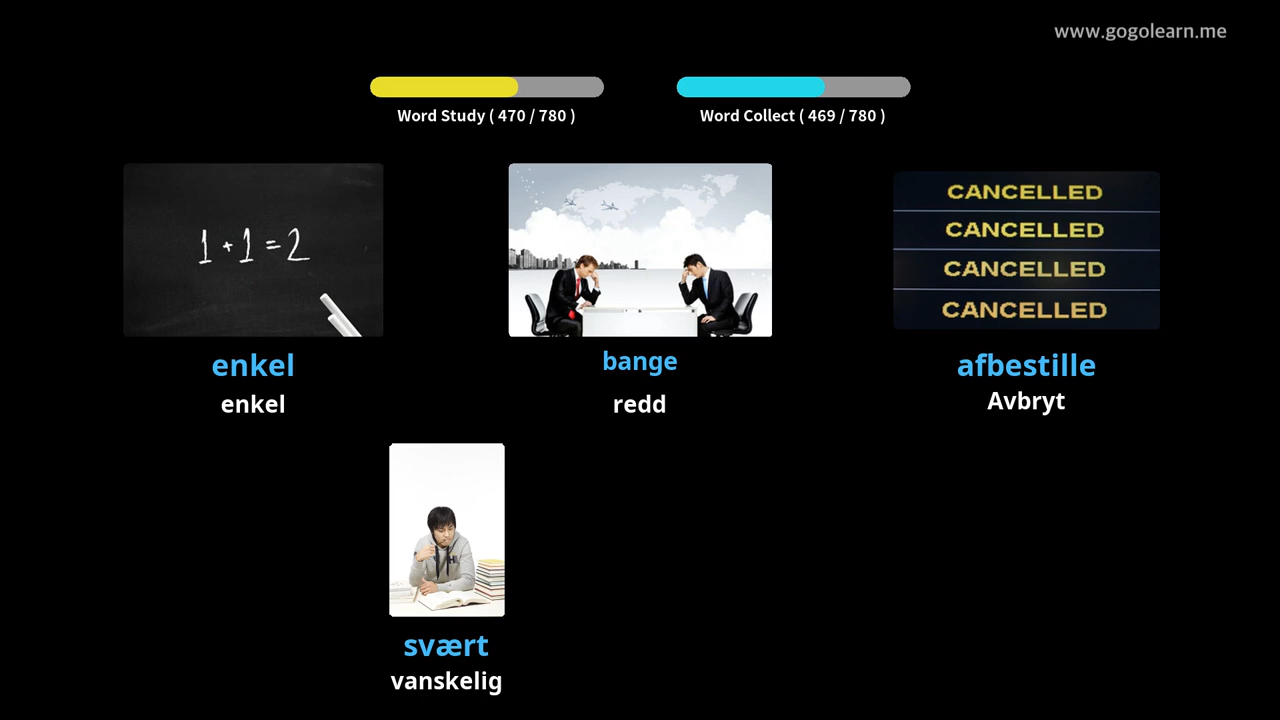 www.gogolearn.me
Word Study ( 470 / 780 )
Word Collect ( 469 / 780 )
1 + 1 = 2
CANCELLED
CANCELLED
CANCELLED
CANCELLED
enkel
enkel
bange
redd
afbestille
Avbryt
svært
vanskelig